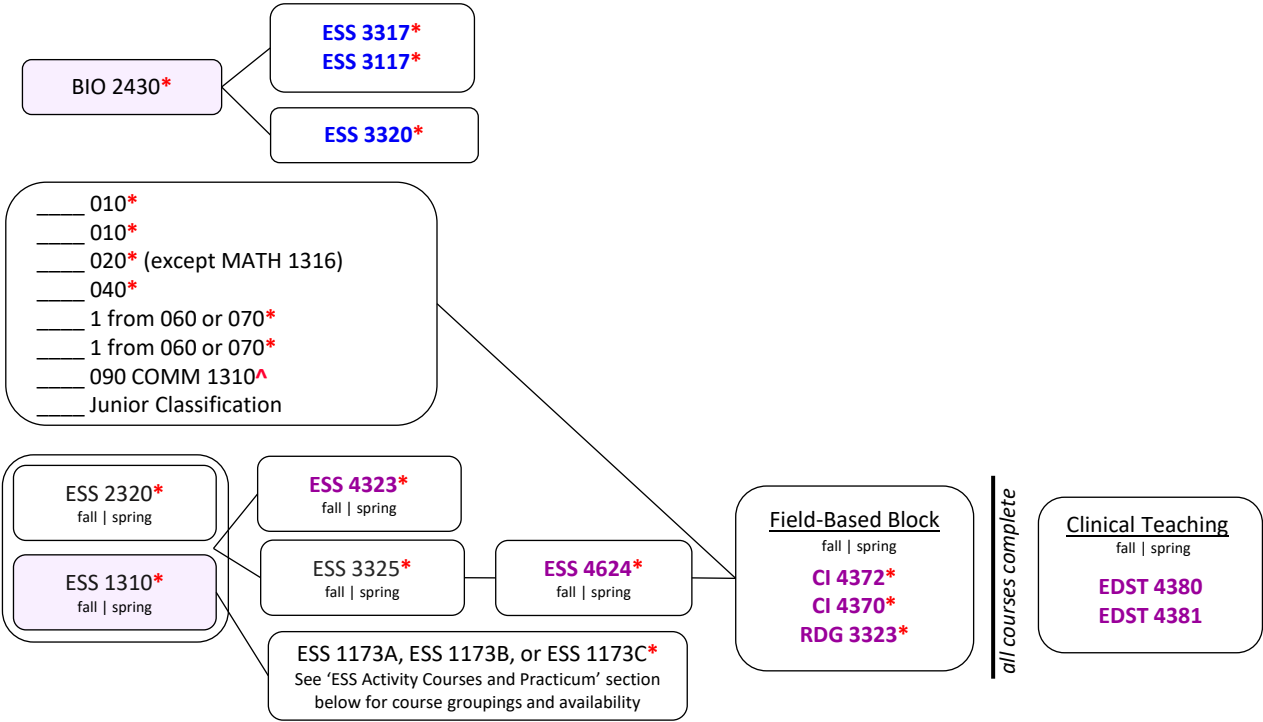 BIO 2430*
ESS 3317*
ESS 3117*
ESS 3320*
____ 010*
____ 010*
____ 020* (except MATH 1316)
____ 040*
____ 1 from 060 or 070*
____ 1 from 060 or 070*
____ 090 COMM 1310^
____ Junior Classification
ESS 2320*
fall | spring
ESS 1310*
fall | spring
ESS 4323*
fall | spring
ESS 3325*
fall | spring
ESS 4624*
fall | spring
ESS 1173A, ESS 1173B, or ESS 1173C*
See ‘ESS Activity Courses and Practicum’ section
below for course groupings and availability
Field-Based Block
fall | spring
CI 4372*
CI 4370*
RDG 3323*
all courses complete
Clinical Teaching
fall | spring
EDST 4380
EDST 4381